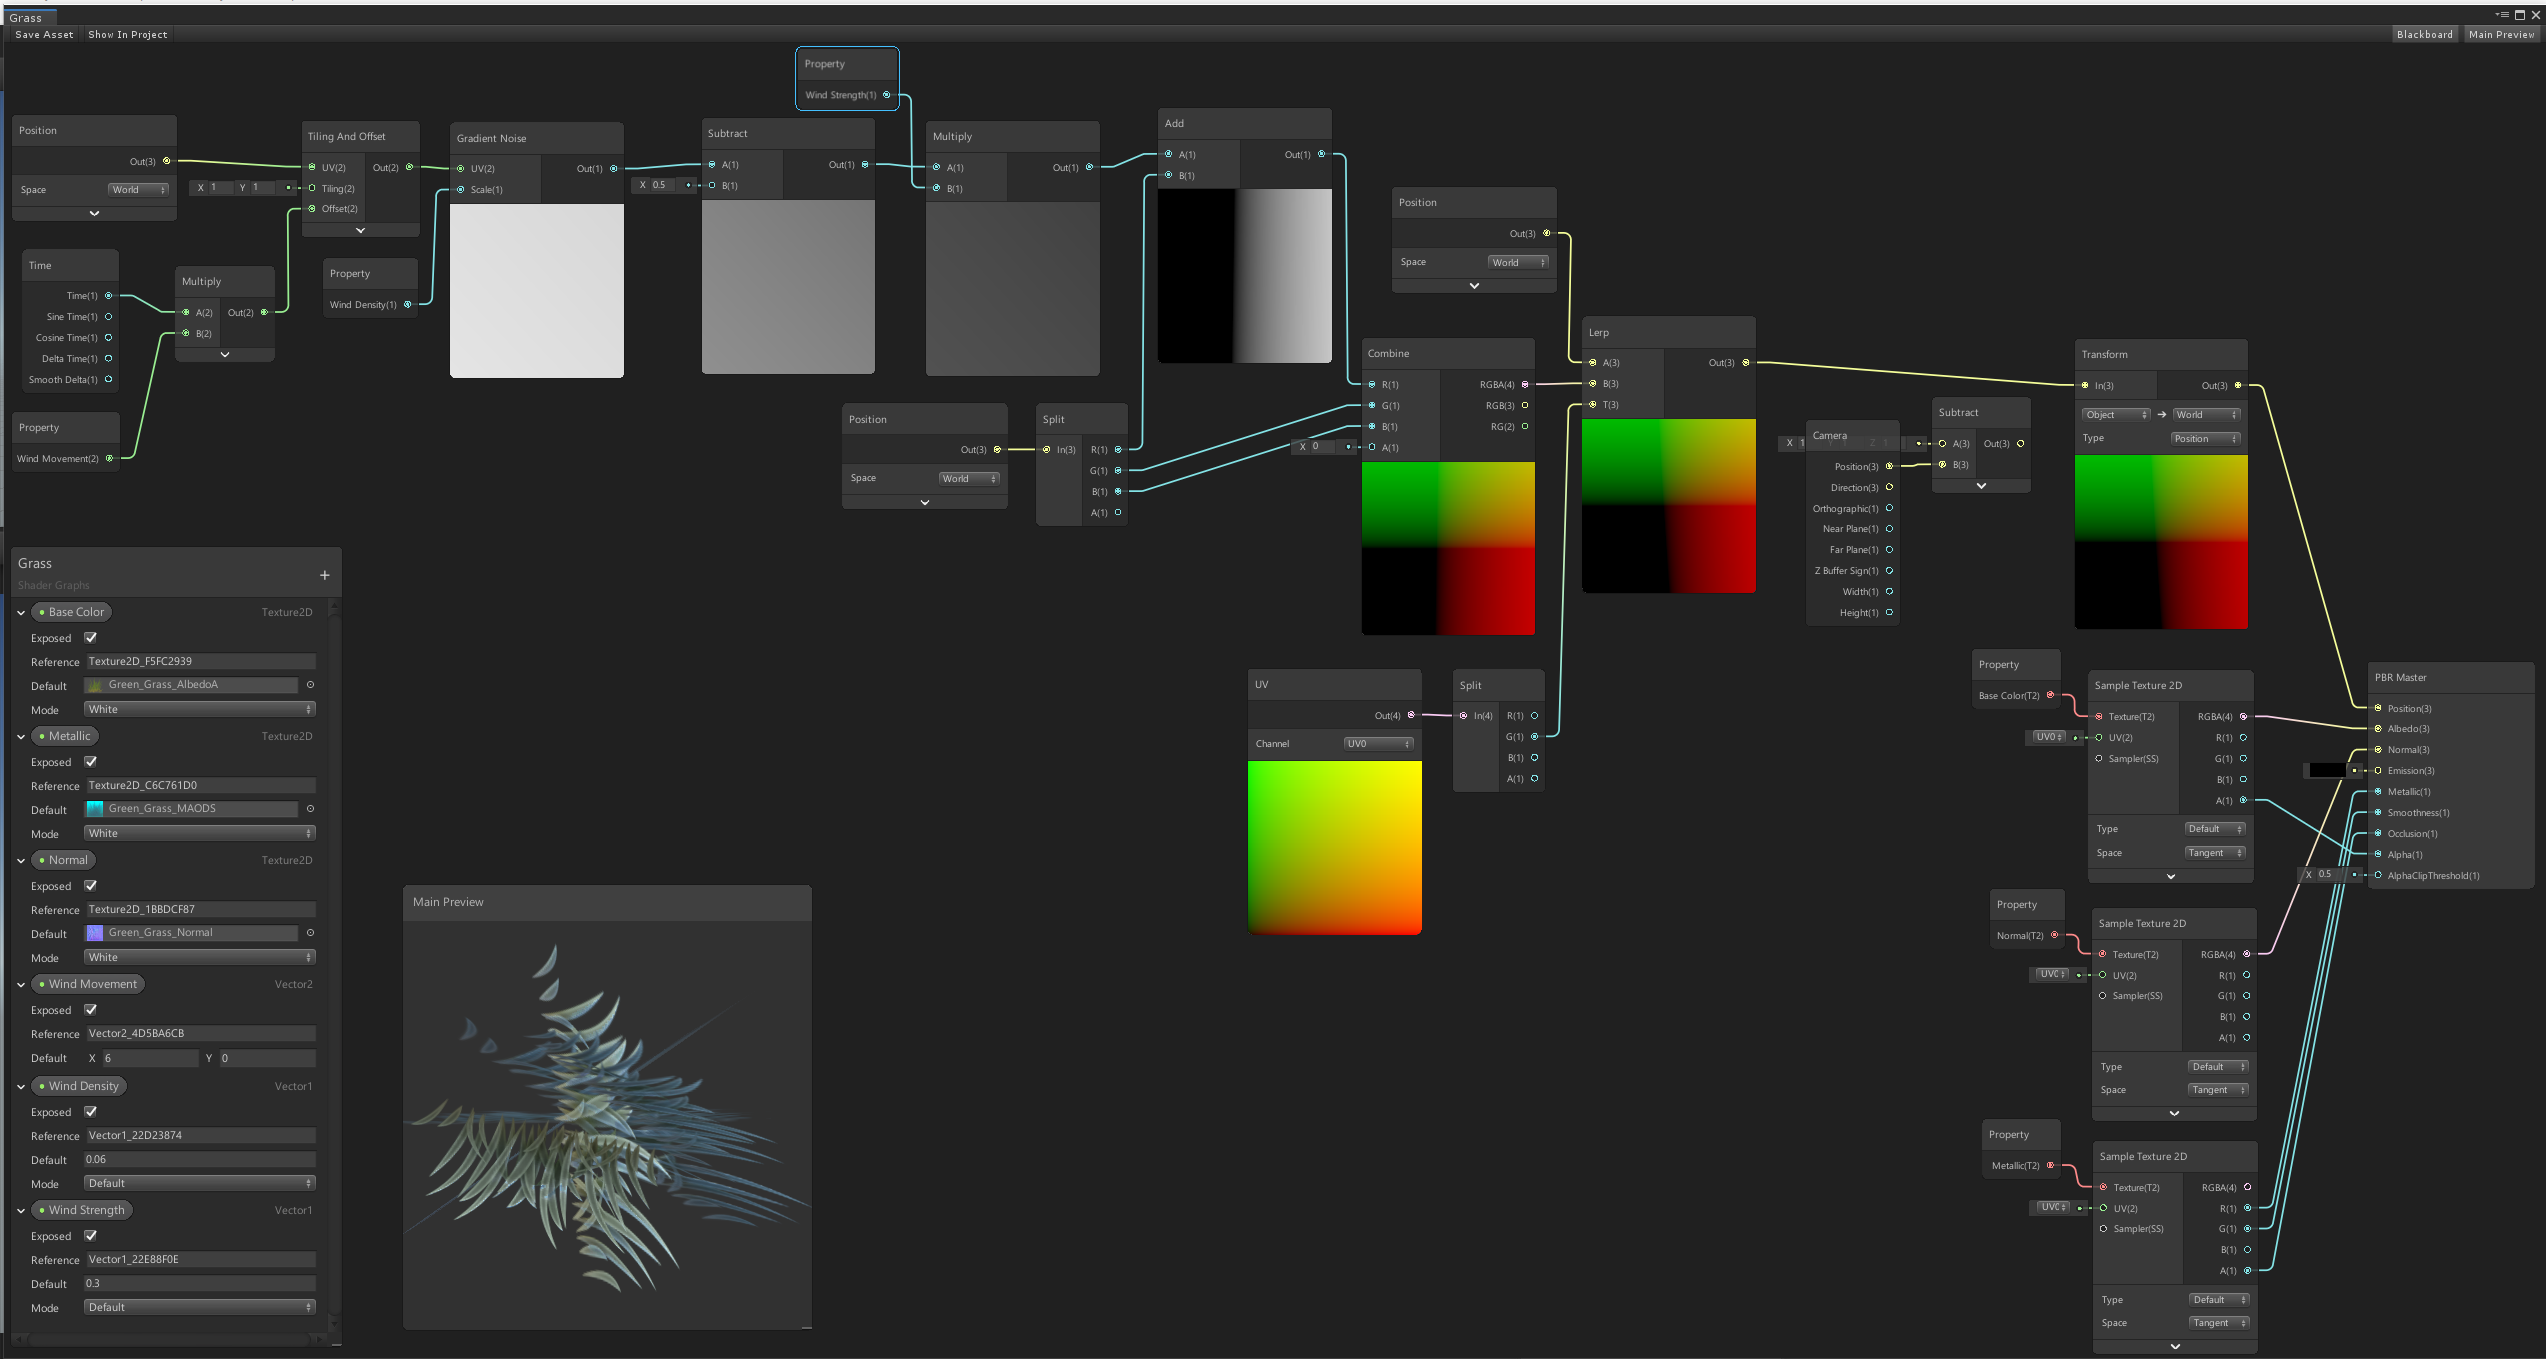 Grass
Save Asset
Show In Project
Blackboard
Main Preview
Property
Wind Strength(1)
Position
Out(3)
Space
World
Time
Time(1)
Sine Time(1)
Cosine Time(1)
Delta Time(1)
Smooth Delta(1)
Property
Wind Movement(2)
Multiply
A(2)
Out(2)
B(2)
X 1 Y 1
Tiling And Offset
UV(2)
Out(2)
Tiling(2)
Offset(2)
Property
Wind Density(1)
Gradient Noise
UV(2)
Out(1)
Scale(1)
X 0.5
Subtract
A(1)
Out(1)
B(1)
Multiply
A(1)
Out(1)
B(1)
Add
A(1)
Out(1)
B(1)
Position
Out(3)
Space
World
Split
In(3)
R(1)
G(1)
B(1)
A(1)
Position
Out(3)
Space
World
X 0
Combine
R(1)
RGBA(4)
G(1)
RGB(3)
B(1)
RG(2)
A(1)
Lerp
A(3)
Out(3)
B(3)
T(3)
UV
Out(4)
Channel
UV0
Split
In(4)
R(1)
G(1)
B(1)
A(1)
X 1
Z 1
Camera
Position(3)
Direction(3)
Orthographic(1)
Near Plane(1)
Far Plane(1)
Z Buffer Sign(1)
Width(1)
Height(1)
Subtract
A(3)
Out(3)
B(3)
Transform
In(3)
Out(3)
Object
World
Type
Position
Property
Base Color(T2)
UV0
Sample Texture 2D
Texture(T2)
RGBA(4)
UV(2)
R(1)
Sampler(SS)
G(1)
B(1)
A(1)
Type
Default
Space
Tangent
Property
Normal(T2)
Sample Texture 2D
Texture(T2)
RGBA(4)
UV(2)
R(1)
Sampler(SS)
G(1)
B(1)
A(1)
Type
Default
Space
Tangent
Property
Metallic(T2)
Sample Texture 2D
Texture(T2)
RGBA(4)
UV(2)
R(1)
Sampler(SS)
G(1)
B(1)
A(1)
Type
Default
Space
Tangent
PBR Master
Position(3)
Albedo(3)
Normal(3)
Emission(3)
Metallic(1)
Smoothness(1)
Occlusion(1)
Alpha(1)
X 0.5
AlphaClipThreshold(1)
Grass
Shader Graphs
Base Color Texture2D
Exposed
Reference Texture2D_F5FC2939
Default Green_Grass_AlbedoA
Mode White
Metallic Texture2D
Exposed
Reference Texture2D_C6C761D0
Default Green_Grass_MAODS
Mode White
Normal Texture2D
Exposed
Reference Texture2D_1BBDCF87
Default Green_Grass_Normal
Mode White
Wind Movement Vector2
Exposed
Reference Vector2_4D5BA6CB
Default X 6 Y 0
Wind Density Vector1
Exposed
Reference Vector1_22D23874
Default 0.06
Mode Default
Wind Strength Vector1
Exposed
Reference Vector1_22E88F0E
Default 0.3
Mode Default
Main Preview